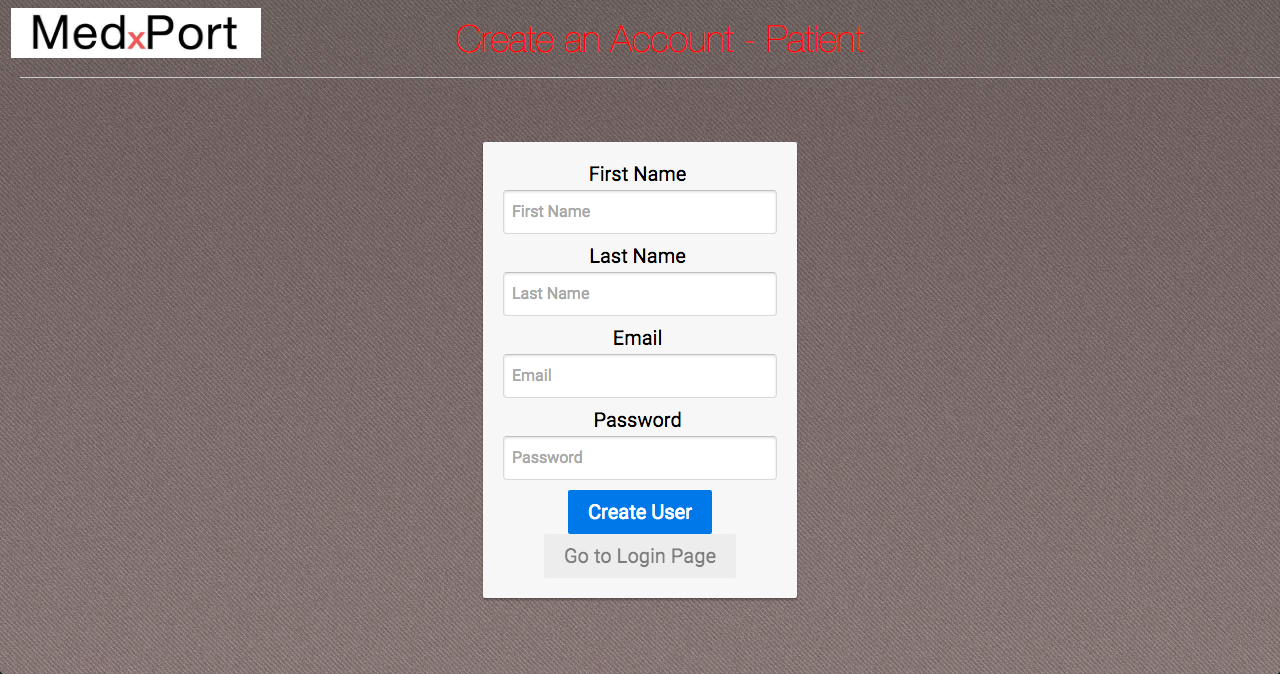 MedxPort
Create an Account - Patient
First Name
First Name
Last Name
Last Name
Email
Email
Password
Password
Create User
Go to Login Page